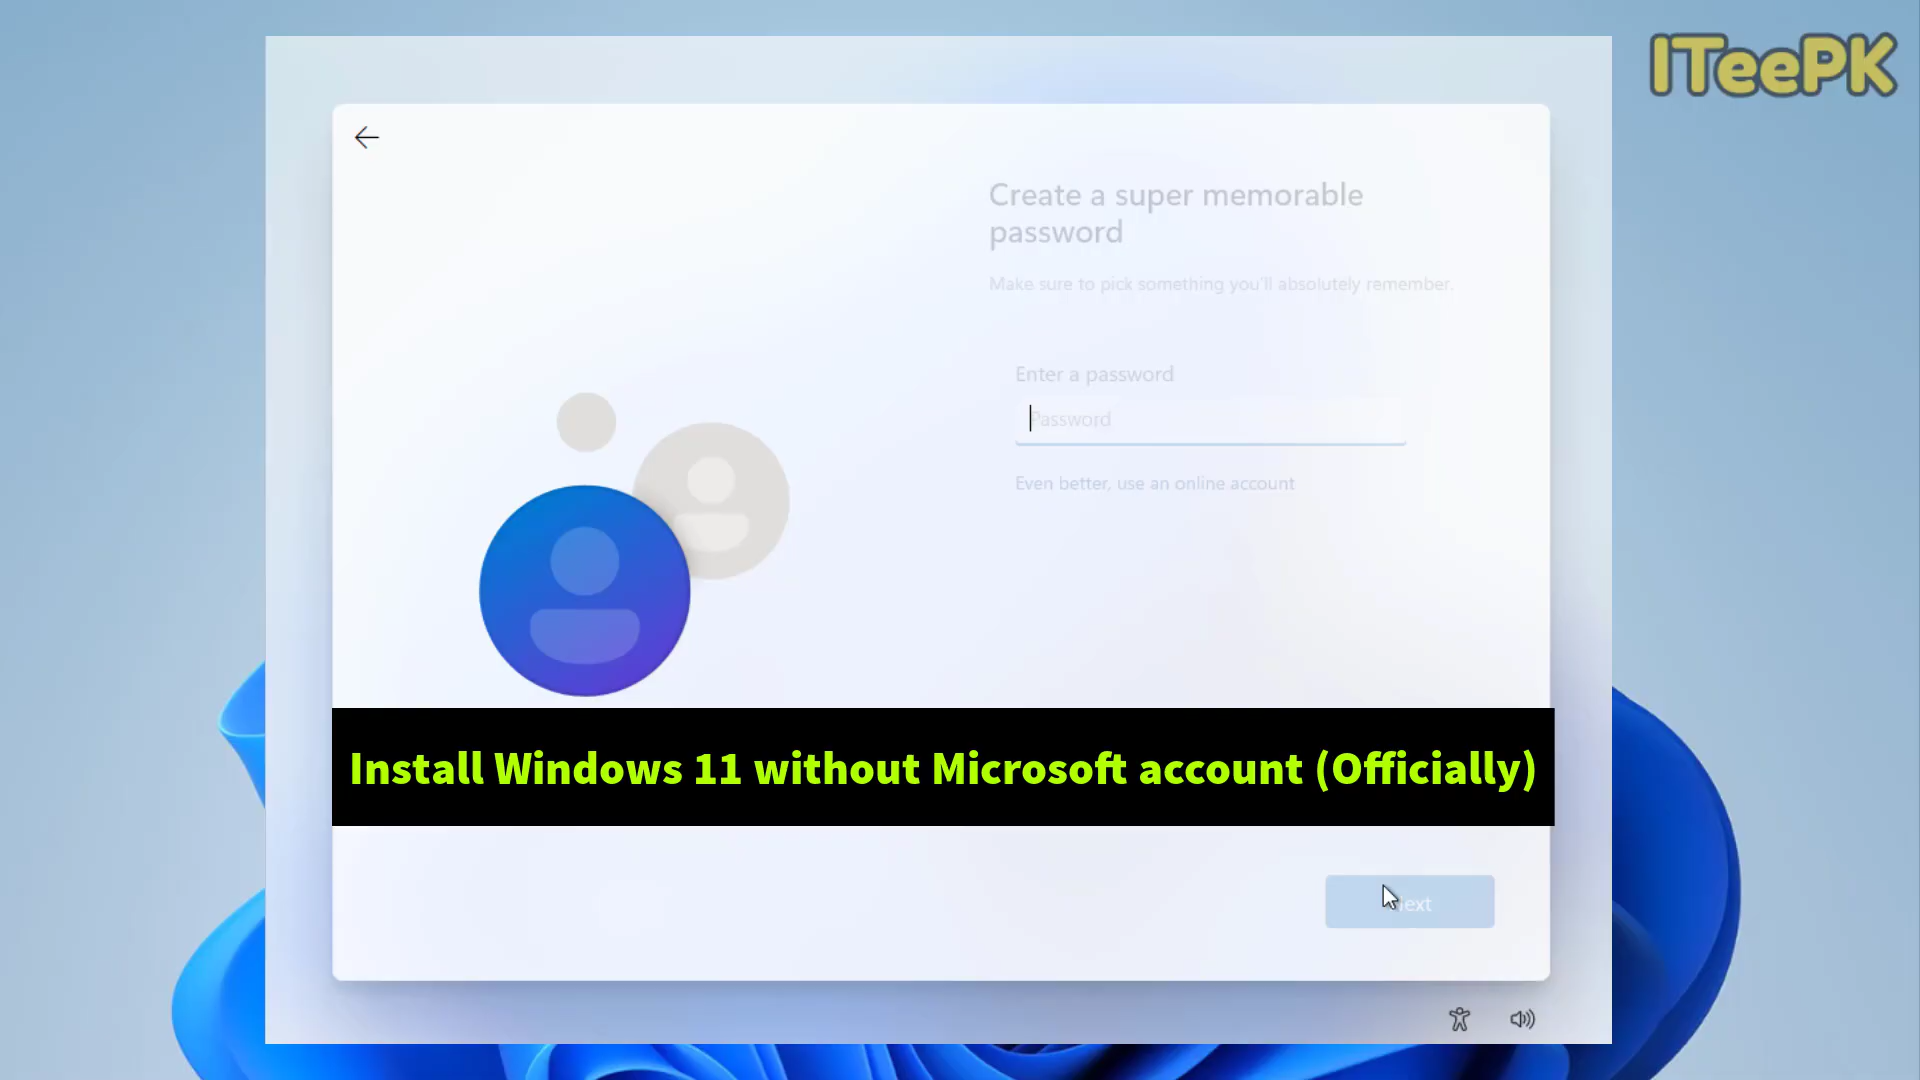 ITeePK
Create a super memorable
password
Make sure to pick something you'll absolutely remember.
Enter a password
Password
Even better, use an online account
Install Windows 11 without Microsoft account (Officially)
Next